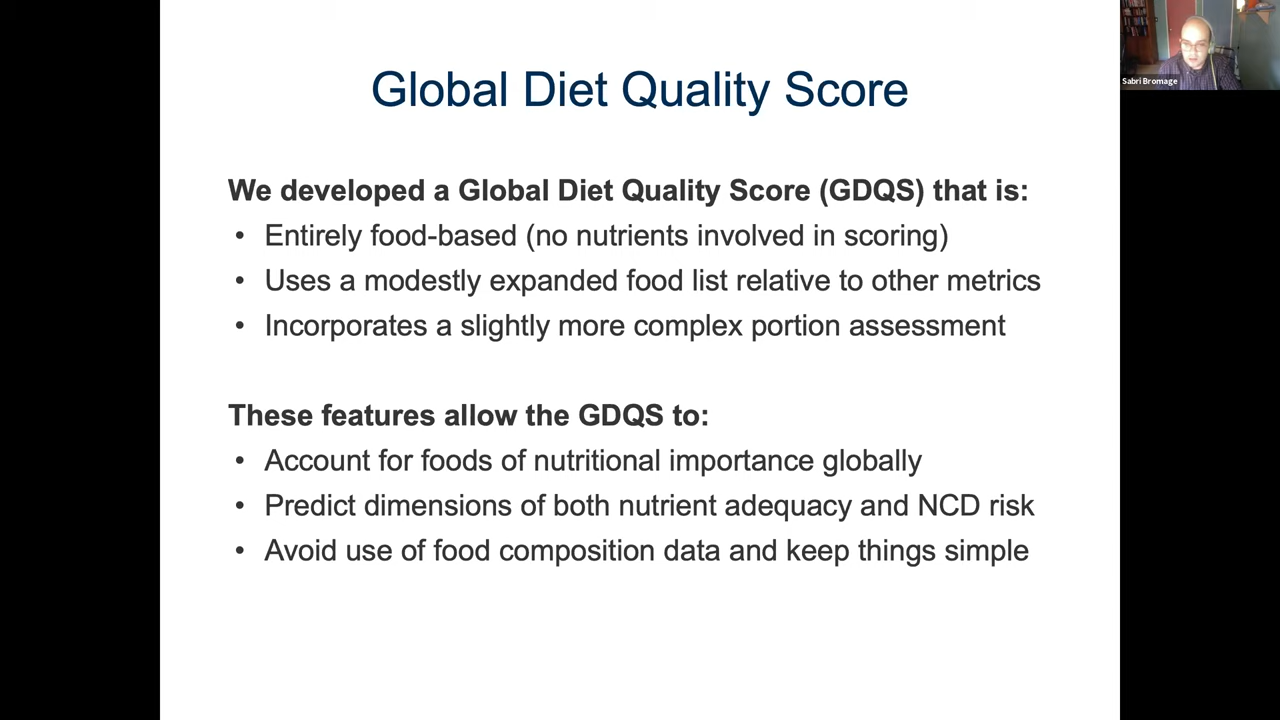 Global Diet Quality Score
We developed a Global Diet Quality Score (GDQS) that is:
• Entirely food-based (no nutrients involved in scoring)
• Uses a modestly expanded food list relative to other metrics
• Incorporates a slightly more complex portion assessment
These features allow the GDQS to:
• Account for foods of nutritional importance globally
• Predict dimensions of both nutrient adequacy and NCD risk
• Avoid use of food composition data and keep things simple
Sabri Bromage